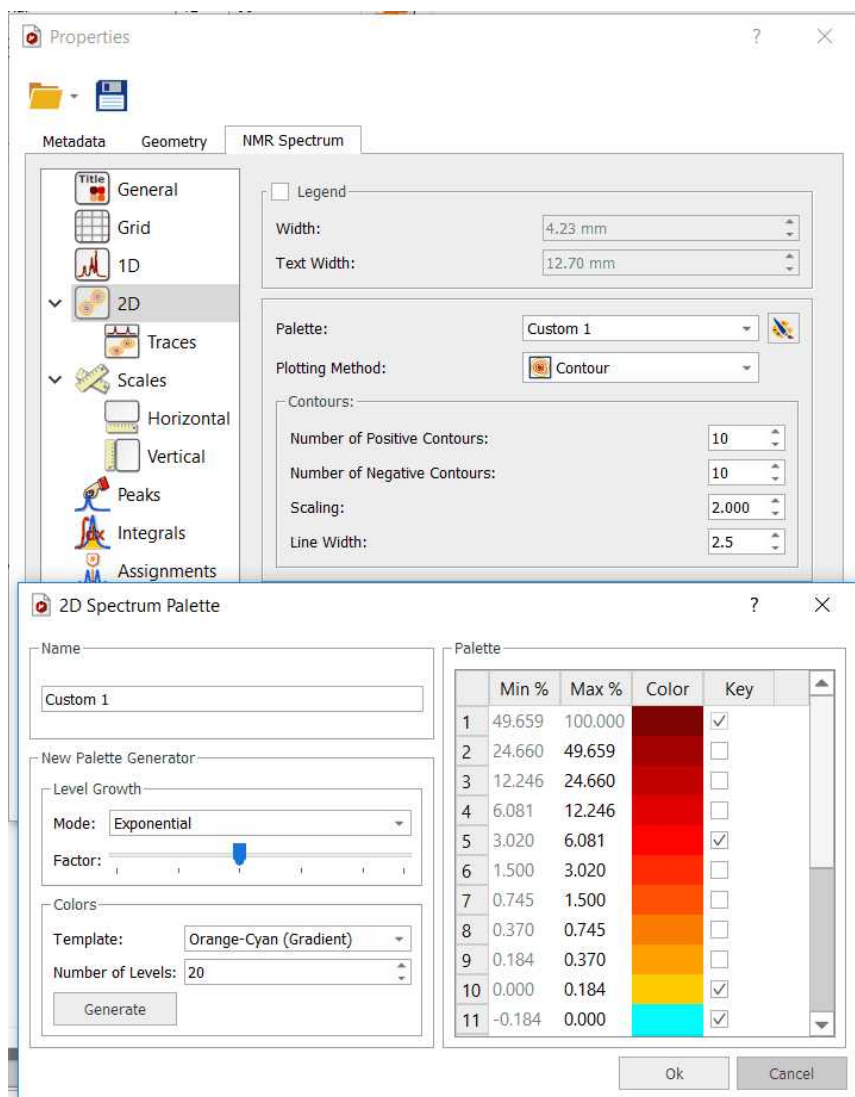 Properties
?
Metadata Geometry NMR Spectrum
Title
General
Grid
1D
2D
Traces
Scales
Horizontal
Vertical
Peaks
Integrals
Assignments
Legend
Width: 4.23 mm
Text Width: 12.70 mm
Palette: Custom 1
Plotting Method: Contour
Contours:
Number of Positive Contours: 10
Number of Negative Contours: 10
Scaling: 2.000
Line Width: 2.5
2D Spectrum Palette
?
Name
Custom 1
New Palette Generator
Level Growth
Mode: Exponential
Factor:
Colors
Template: Orange-Cyan (Gradient)
Number of Levels: 20
Generate
Palette
Min % Max % Color Key
1 49.659 100.000
2 24.660 49.659
3 12.246 24.660
4 6.081 12.246
5 3.020 6.081
6 1.500 3.020
7 0.745 1.500
8 0.370 0.745
9 0.184 0.370
10 0.000 0.184
11 -0.184 0.000
Ok Cancel